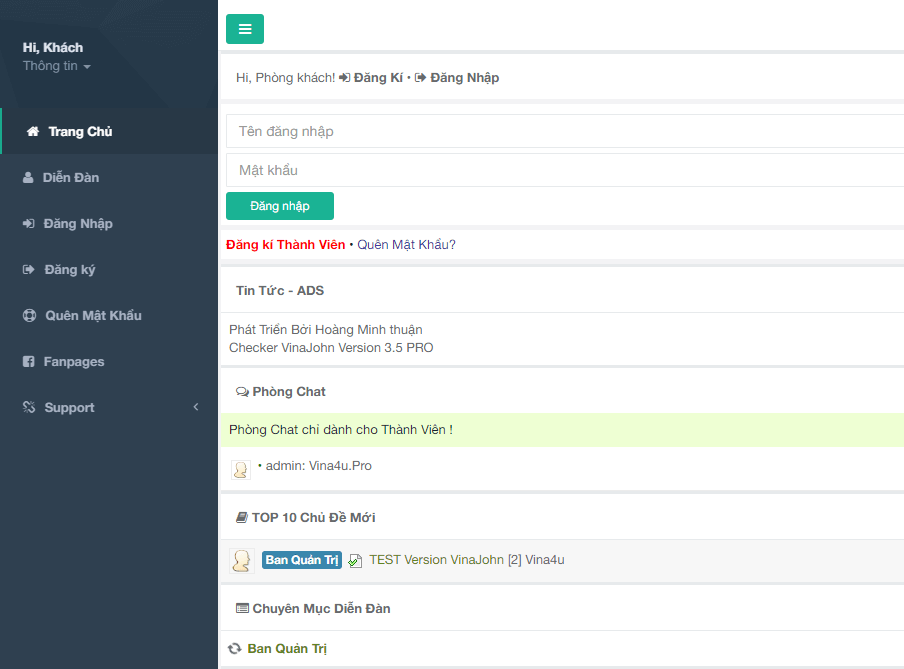 Hi, Khách
Thông tin
Trang Chủ
Diễn Đàn
Đăng Nhập
Đăng ký
Quên Mật Khẩu
Fanpages
Support
Hi, Phòng khách! Đăng Kí • Đăng Nhập
Tên đăng nhập
Mật khẩu
Đăng nhập
Đăng kí Thành Viên • Quên Mật Khẩu?
Tin Tức - ADS
Phát Triển Bởi Hoàng Minh thuận
Checker VinaJohn Version 3.5 PRO
Phòng Chat
Phòng Chat chỉ dành cho Thành Viên !
• admin: Vina4u.Pro
TOP 10 Chủ Đề Mới
Ban Quản Trị TEST Version VinaJohn [2] Vina4u
Chuyên Mục Diễn Đàn
Ban Quản Trị